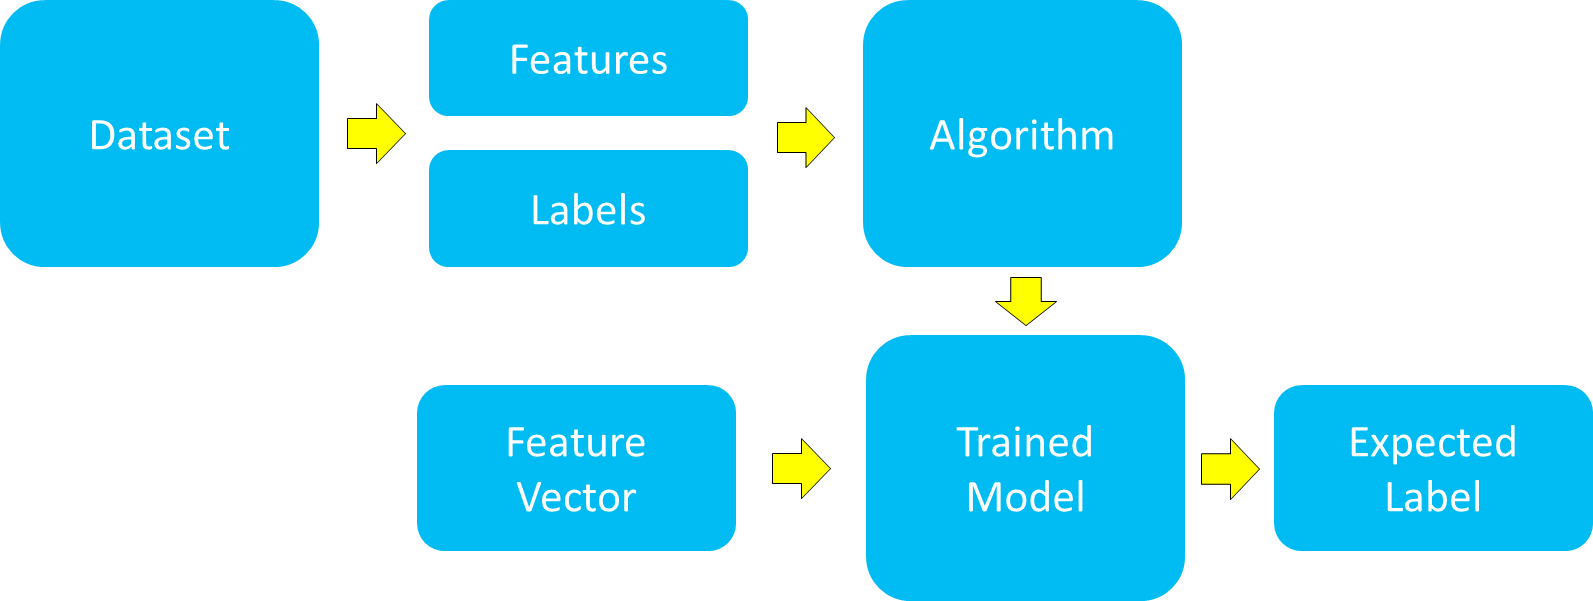 Dataset
Features
Labels
Algorithm
Feature
Vector
Trained
Model
Expected
Label